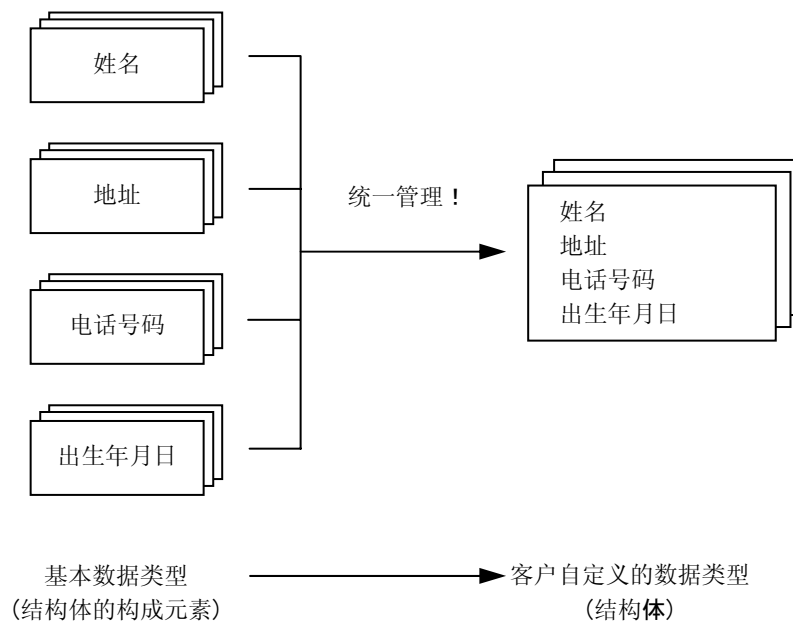 姓名
地址
电话号码
出生年月日
统一管理！
姓名
地址
电话号码
出生年月日
基本数据类型
(结构体的构成元素)
客户自定义的数据类型
(结构体)